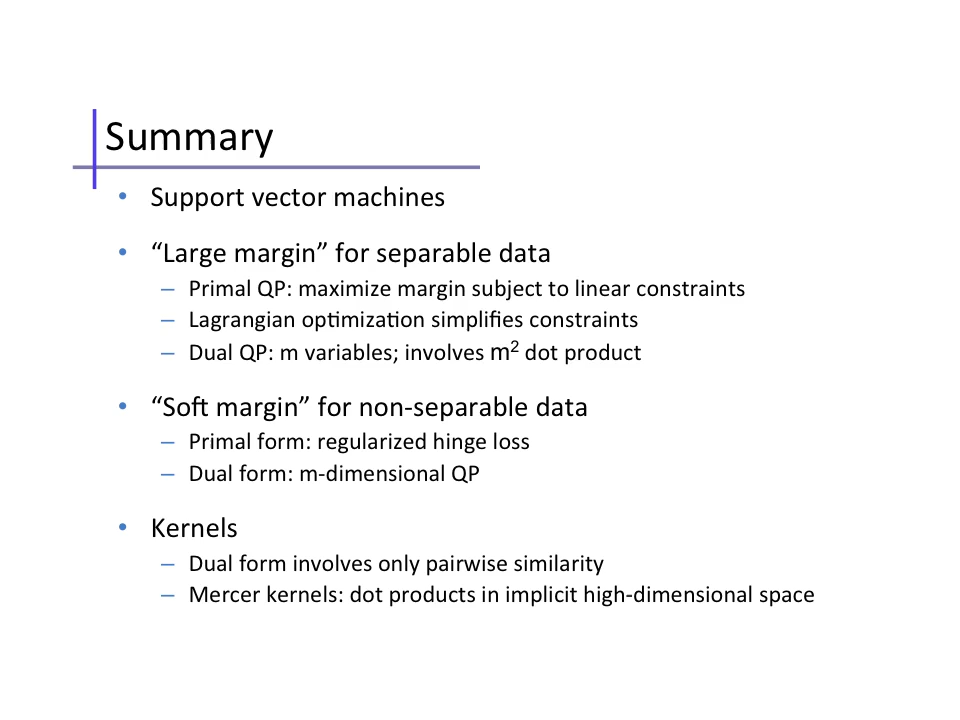 Summary
• Support vector machines
• “Large margin” for separable data
– Primal QP: maximize margin subject to linear constraints
– Lagrangian optimization simplifies constraints
– Dual QP: m variables; involves m² dot product
• “Soft margin” for non-separable data
– Primal form: regularized hinge loss
– Dual form: m-dimensional QP
• Kernels
– Dual form involves only pairwise similarity
– Mercer kernels: dot products in implicit high-dimensional space